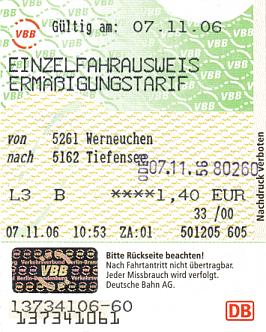 VBB
Gültig am: 07.11.06
EINZELFAHRAUSWEIS
ERMAßIGUNGSTARIF
von 5261 Werneuchen
nach 5162 Tiefensee
ODEG
07.11.56 80260
L3 B ****1,40 EUR
33 /00
07.11.06 10:53 ZA:01 501205 605
Nachdruck Verboten
Verkehrsverbund
VBB
Berlin-Brandenburg
Bitte Rückseite beachten!
Nach Fahrtantritt nicht übertragbar.
Jeder Missbrauch wird verfolgt.
Deutsche Bahn AG.
13734106-60
137341061
DB